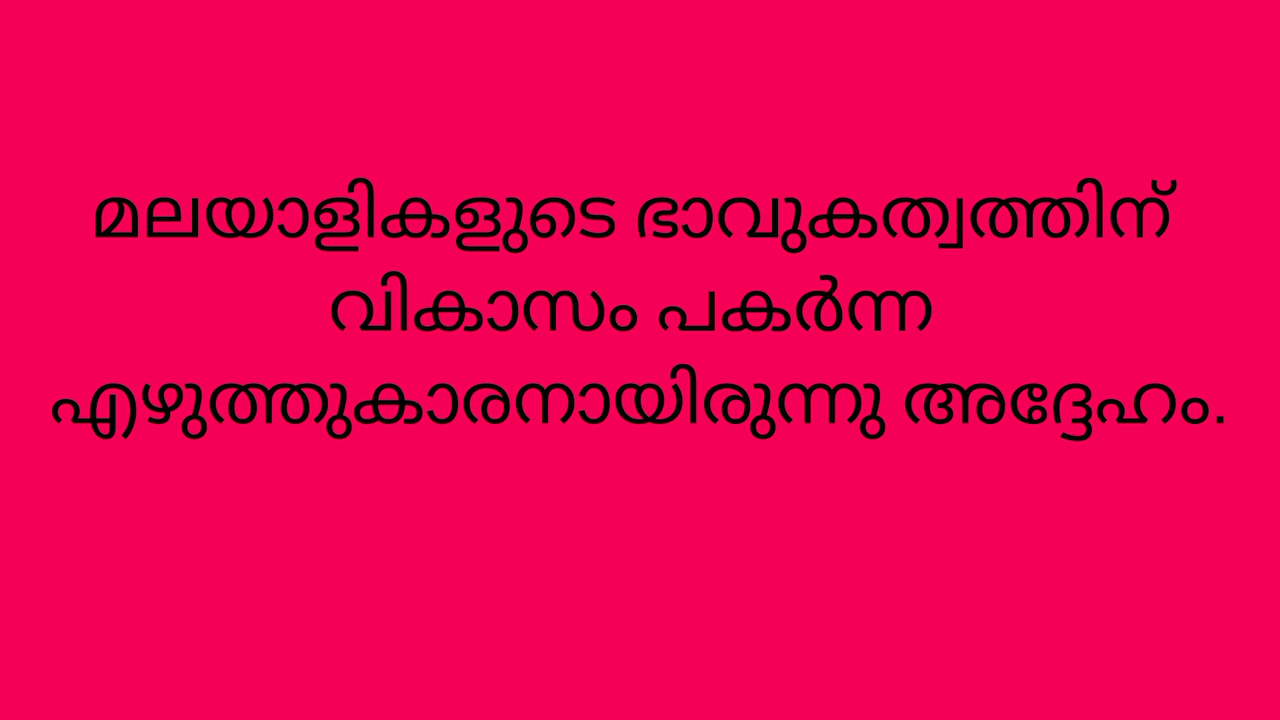 മലയാളികളുടെ ഭാവുകത്വത്തിന്
വികാസം പകർന്ന
എഴുത്തുകാരനായിരുന്നു അദ്ദേഹം.